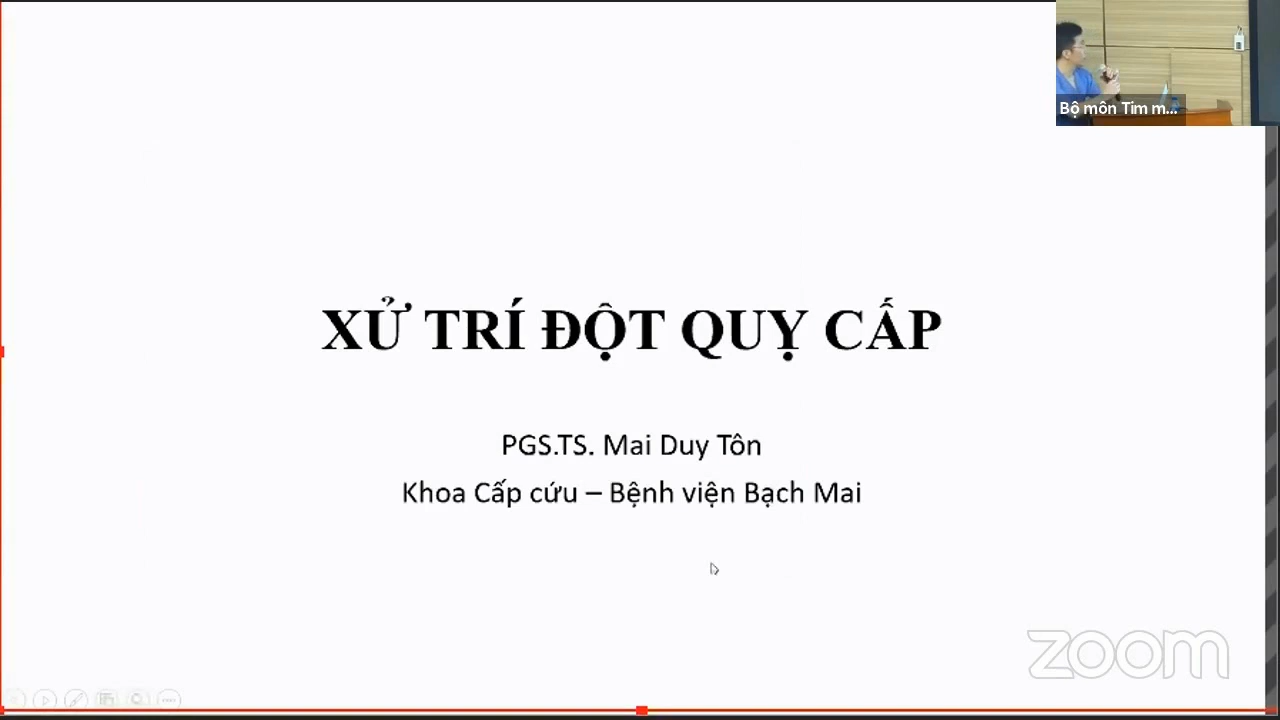 Bộ môn Tim m...
XỬ TRÍ ĐỘT QUỴ CẤP
PGS.TS. Mai Duy Tôn
Khoa Cấp cứu – Bệnh viện Bạch Mai
zoom